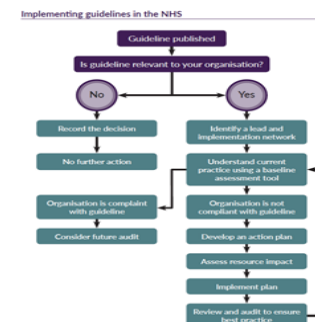 Implementing guidelines in the NHS
Guideline published
Is guideline relevant to your organisation?
No
Yes
Record the decision
No further action
Identify a lead and
implementation network
Understand current
practice using a baseline
assessment tool
Organisation is complaint
with guideline
Consider future audit
Organisation is not
compliant with guideline
Develop an action plan
Assess resource impact
Implement plan
Review and audit to ensure
best practice